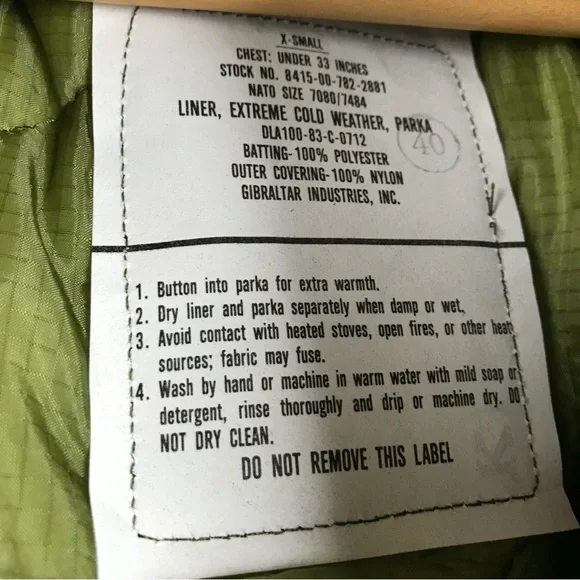 X-SMALL
CHEST: UNDER 33 INCHES
STOCK NO. 8415-00-782-2881
NATO SIZE 7080/7484
LINER, EXTREME COLD WEATHER, PARKA
DLA100-83-C-0712
40
BATTING-100% POLYESTER
OUTER COVERING-100% NYLON
GIBRALTAR INDUSTRIES, INC.
1. Button into parka for extra warmth.
2. Dry liner and parka separately when damp or wet.
3. Avoid contact with heated stoves, open fires, or other heat
sources; fabric may fuse.
4. Wash by hand or machine in warm water with mild soap or
detergent, rinse thoroughly and drip or machine dry. DO
NOT DRY CLEAN.
DO NOT REMOVE THIS LABEL